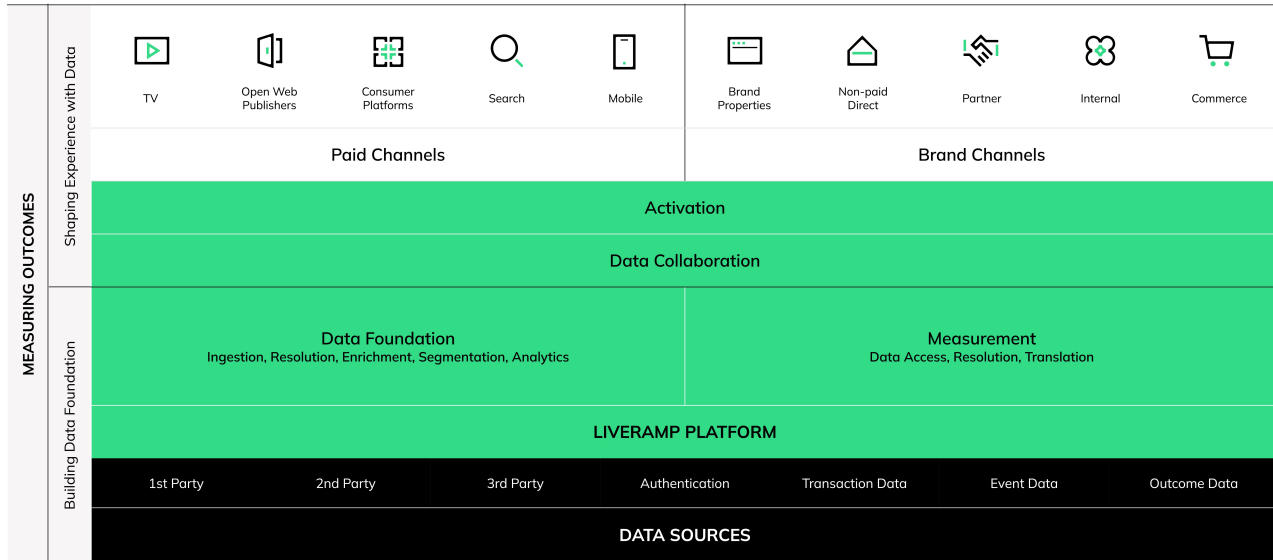 MEASURING OUTCOMES
Shaping Experience with Data
TV
Open Web
Publishers
Consumer
Platforms
Search
Mobile
Brand
Properties
Non-paid
Direct
Partner
Internal
Commerce
Paid Channels
Brand Channels
Activation
Data Collaboration
Building Data Foundation
Data Foundation
Ingestion, Resolution, Enrichment, Segmentation, Analytics
Measurement
Data Access, Resolution, Translation
LIVERAMP PLATFORM
1st Party
2nd Party
3rd Party
Authentication
Transaction Data
Event Data
Outcome Data
DATA SOURCES